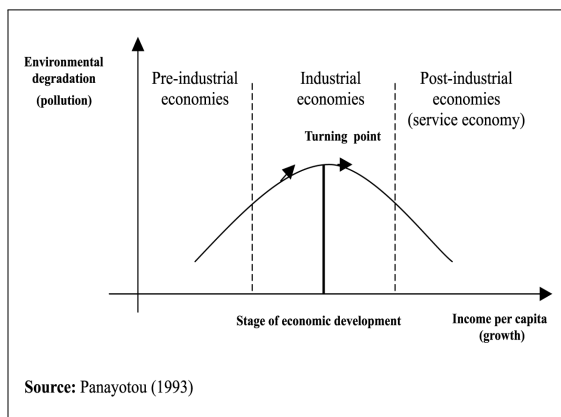 Environmental
degradation
(pollution)
Pre-industrial
economies
Industrial
economies
Post-industrial
economies
(service economy)
Turning point
Stage of economic development
Income per capita
(growth)
Source: Panayotou (1993)